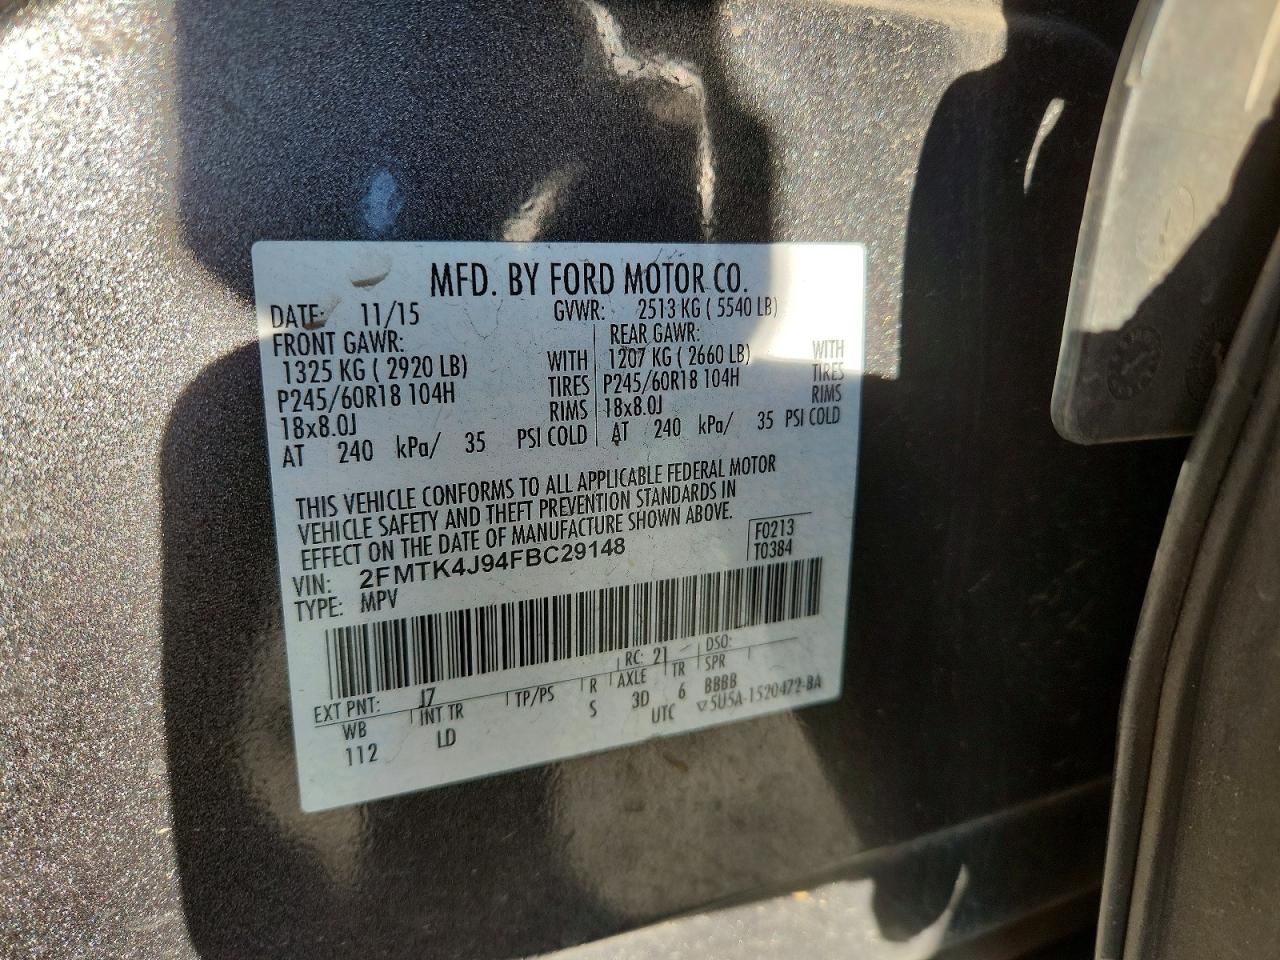 MFD. BY FORD MOTOR CO.
DATE: 11/15 GVWR: 2513 KG ( 5540 LB)
FRONT GAWR: REAR GAWR:
1325 KG ( 2920 LB) WITH 1207 KG ( 2660 LB) WITH
P245/60R18 104H TIRES P245/60R18 104H TIRES
18x8.0J RIMS 18x8.0J RIMS
AT 240 kPa/ 35 PSI COLD AT 240 kPa/ 35 PSI COLD
THIS VEHICLE CONFORMS TO ALL APPLICABLE FEDERAL MOTOR
VEHICLE SAFETY AND THEFT PREVENTION STANDARDS IN
EFFECT ON THE DATE OF MANUFACTURE SHOWN ABOVE.
F0213
T0384
VIN: 2FMTK4J94FBC29148
TYPE: MPV
EXT PNT: J7 RC: 21 DSO:
WB INT TR TP/PS R AXLE TR SPR
112 LD S 3D 6 BBBB
UTC ▽5U5A-1520472-BA